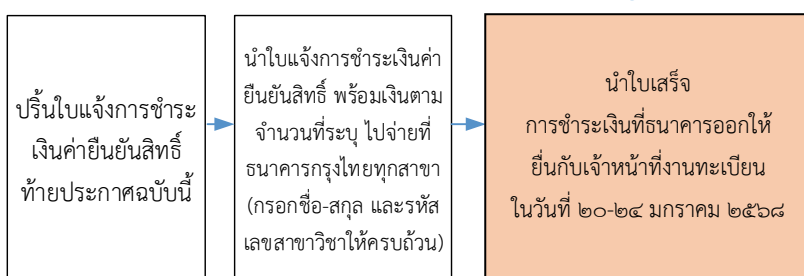 ปริ้นใบแจ้งการชำระ
เงินค่ายืนยันสิทธิ์
ท้ายประกาศฉบับนี้
นำใบแจ้งการชำระเงินค่า
ยืนยันสิทธิ์ พร้อมเงินตาม
จำนวนที่ระบุ ไปจ่ายที่
ธนาคารกรุงไทยทุกสาขา
(กรอกชื่อ-สกุล และรหัส
เลขสาขาวิชาให้ครบถ้วน)
นำใบเสร็จ
การชำระเงินที่ธนาคารออกให้
ยื่นกับเจ้าหน้าที่งานทะเบียน
ในวันที่ ๒๐-๒๔ มกราคม ๒๕๖๘